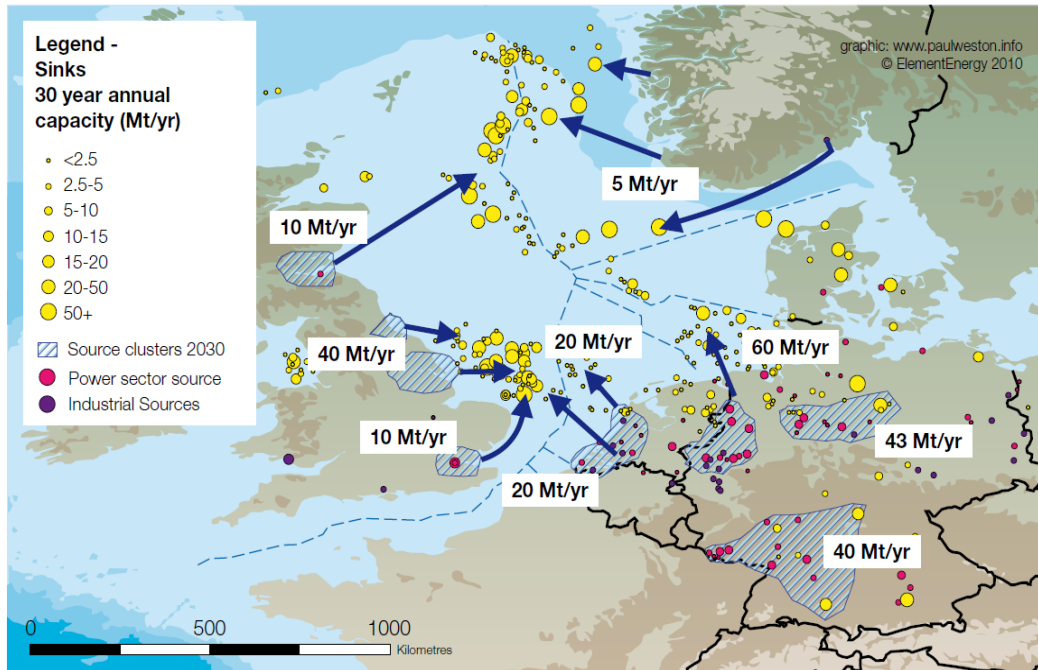 Legend -
Sinks
30 year annual
capacity (Mt/yr)
<2.5
2.5-5
5-10
10-15
15-20
20-50
50+
Source clusters 2030
Power sector source
Industrial Sources
graphic: www.paulweston.info
© ElementEnergy 2010
5 Mt/yr
10 Mt/yr
40 Mt/yr
20 Mt/yr
60 Mt/yr
10 Mt/yr
43 Mt/yr
20 Mt/yr
40 Mt/yr
0 500 1000
Kilometres